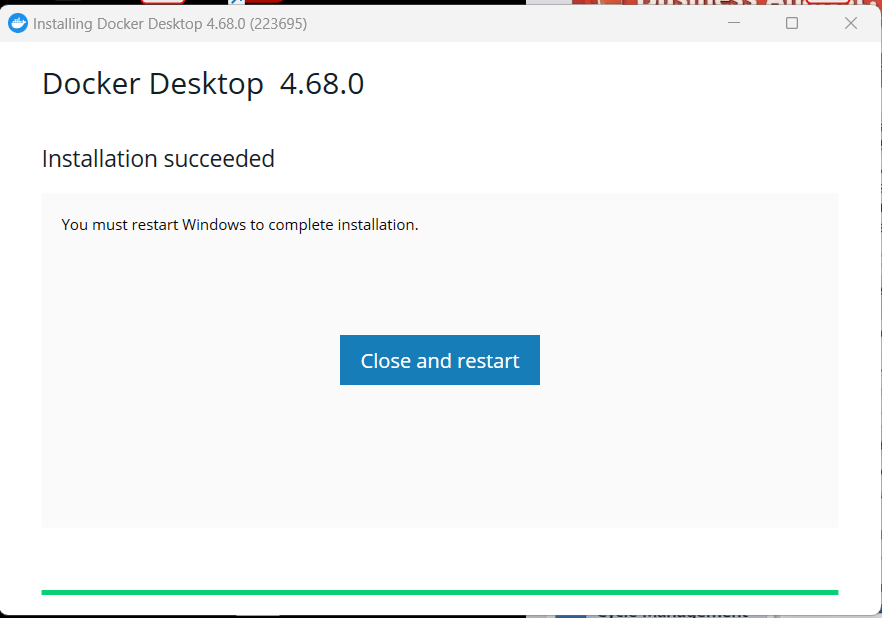 Installing Docker Desktop 4.68.0 (223695)
Docker Desktop 4.68.0
Installation succeeded
You must restart Windows to complete installation.
Close and restart